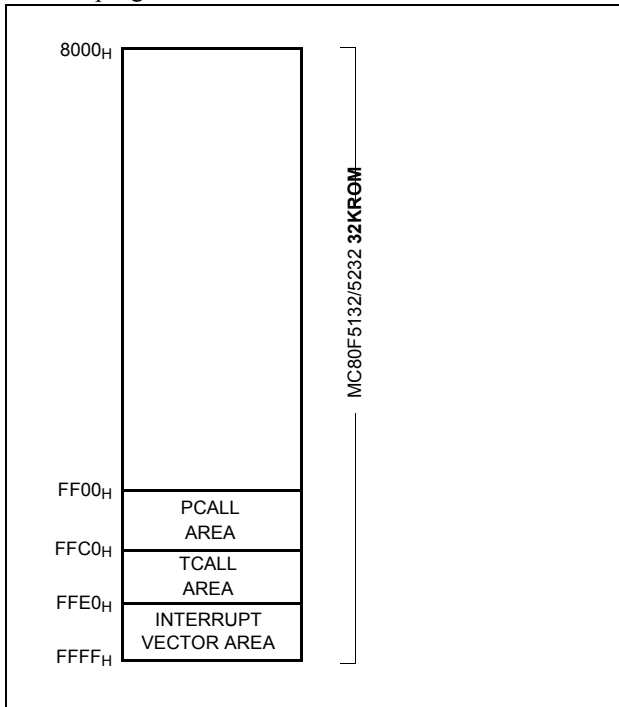 8000H
MC80F5132/5232 32KROM
FF00H
PCALL
AREA
FFC0H
TCALL
AREA
FFE0H
INTERRUPT
VECTOR AREA
FFFFH